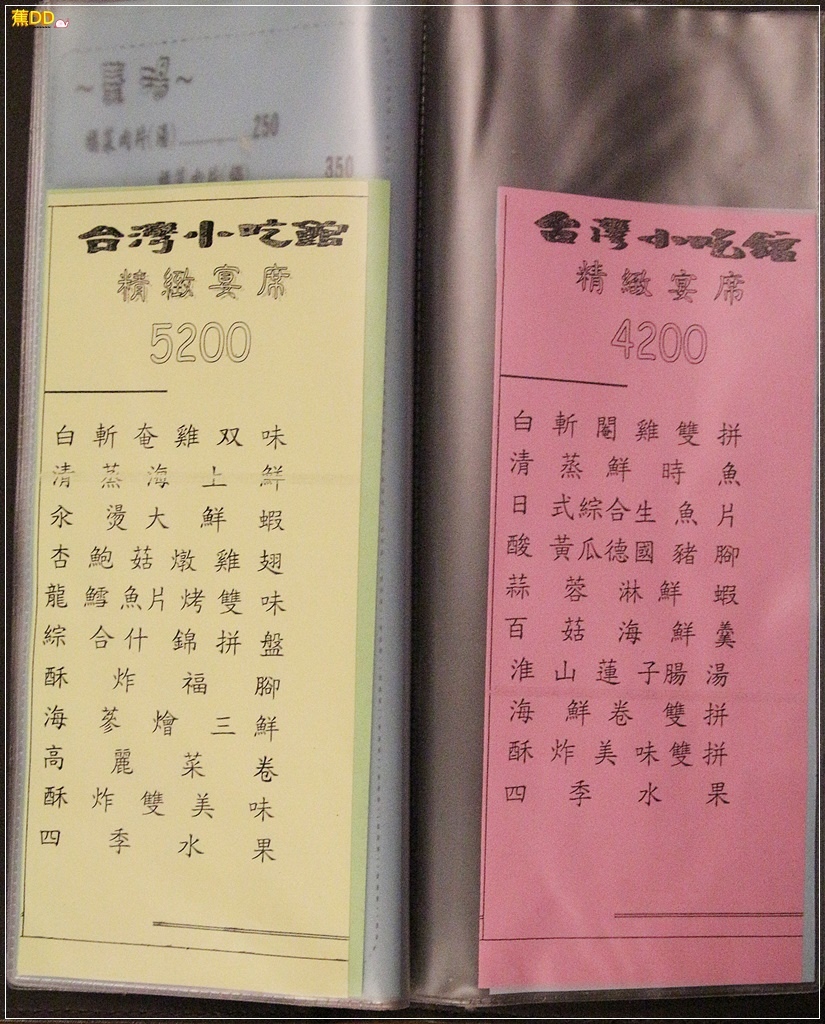 蕉DD
湯
肉片(湯) 250
350
台灣小吃館
精緻宴席
5200
白斬奄雞双味
清蒸海上鮮
汆燙大鮮蝦
杏鮑菇燉雞翅
龍鱈魚片烤雙味
綜合什錦拼盤
酥炸福腳
海蔘燴三鮮
高麗菜卷
酥炸雙美味
四季水果
台灣小吃館
精緻宴席
4200
白斬閹雞雙拼
清蒸鮮時魚
日式綜合生魚片
酸黃瓜德國豬腳
蒜蓉淋鮮蝦
百菇海鮮羹
淮山蓮子腸湯
海鮮卷雙拼
酥炸美味雙拼
四季水果